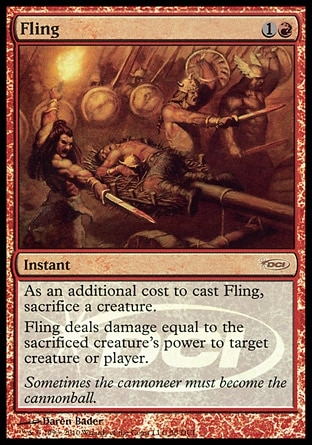 Fling
1
Instant
DCI
As an additional cost to cast Fling,
sacrifice a creature.
Fling deals damage equal to the
sacrificed creature's power to target
creature or player.
Sometimes the cannoneer must become the
cannonball.
Daren Bader